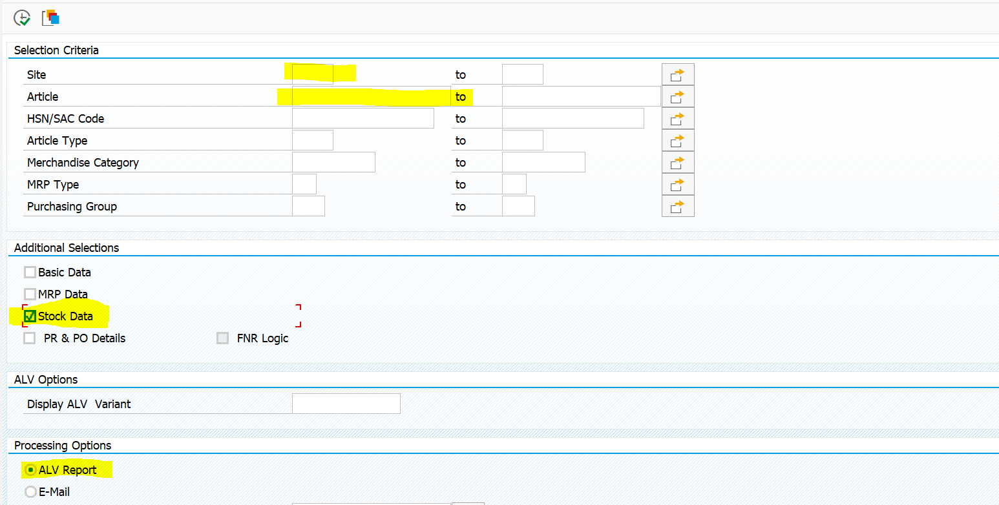 Selection Criteria
Site to
Article to
HSN/SAC Code to
Article Type to
Merchandise Category to
MRP Type to
Purchasing Group to
Additional Selections
Basic Data
MRP Data
Stock Data
PR & PO Details FNR Logic
ALV Options
Display ALV Variant
Processing Options
ALV Report
E-Mail